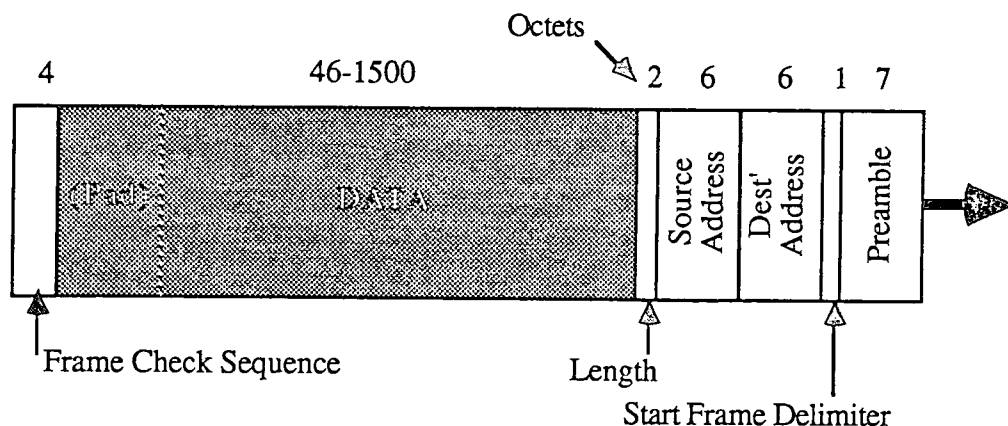 Octets
4
46-1500
2
6
6
1
7
(Pad)
DATA
Source
Address
Dest'
Address
Preamble
Frame Check Sequence
Length
Start Frame Delimiter